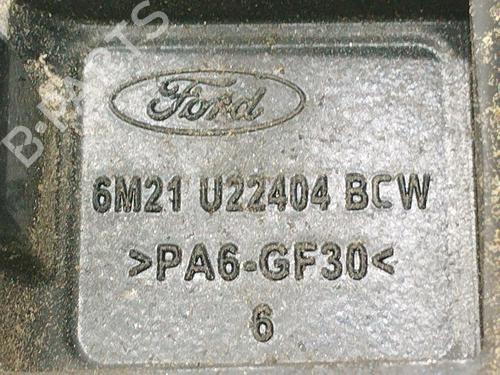 B-PARTS
Ford
6M21 U22404 BCW
>PA6-GF30<
6